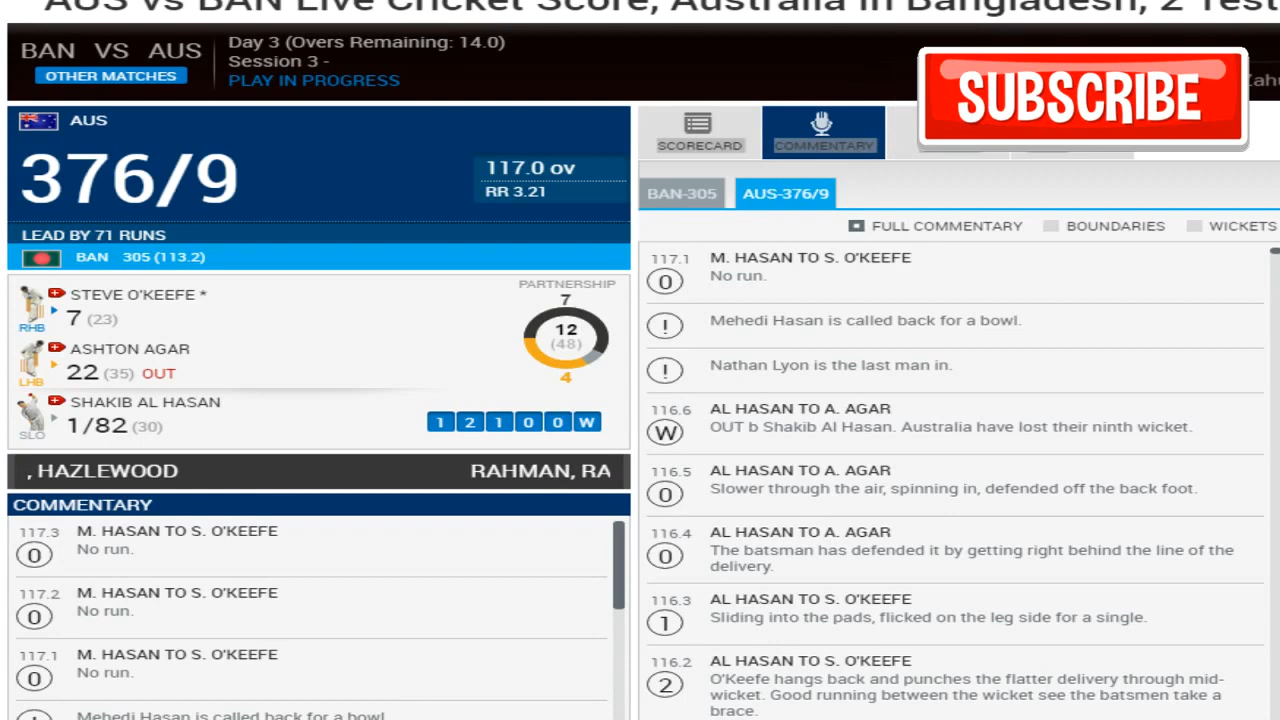 AUS vs BAN Live Cricket Score, Australia in Bangladesh, 2 Test
BAN VS AUS
OTHER MATCHES
Day 3 (Overs Remaining: 14.0)
Session 3 -
PLAY IN PROGRESS
SUBSCRIBE
AUS
376/9
117.0 ov
RR 3.21
LEAD BY 71 RUNS
BAN 305 (113.2)
STEVE O'KEEFE *
7 (23)
RHB
ASHTON AGAR
22 (35) OUT
LHB
PARTNERSHIP
7
12
(48)
4
SHAKIB AL HASAN
1/82 (30)
SLO
1 2 1 0 0 W
, HAZLEWOOD RAHMAN, RA
COMMENTARY
117.3 M. HASAN TO S. O'KEEFE
0 No run.
117.2 M. HASAN TO S. O'KEEFE
0 No run.
117.1 M. HASAN TO S. O'KEEFE
0 No run.
! Mehedi Hasan is called back for a bowl.
SCORECARD
COMMENTARY
BAN-305 AUS-376/9
FULL COMMENTARY BOUNDARIES WICKETS
117.1 M. HASAN TO S. O'KEEFE
0 No run.
! Mehedi Hasan is called back for a bowl.
! Nathan Lyon is the last man in.
116.6 AL HASAN TO A. AGAR
W OUT b Shakib Al Hasan. Australia have lost their ninth wicket.
116.5 AL HASAN TO A. AGAR
0 Slower through the air, spinning in, defended off the back foot.
116.4 AL HASAN TO A. AGAR
0 The batsman has defended it by getting right behind the line of the
delivery.
116.3 AL HASAN TO S. O'KEEFE
1 Sliding into the pads, flicked on the leg side for a single.
116.2 AL HASAN TO S. O'KEEFE
2 O'Keefe hangs back and punches the flatter delivery through mid-
wicket. Good running between the wicket see the batsmen take a
brace.